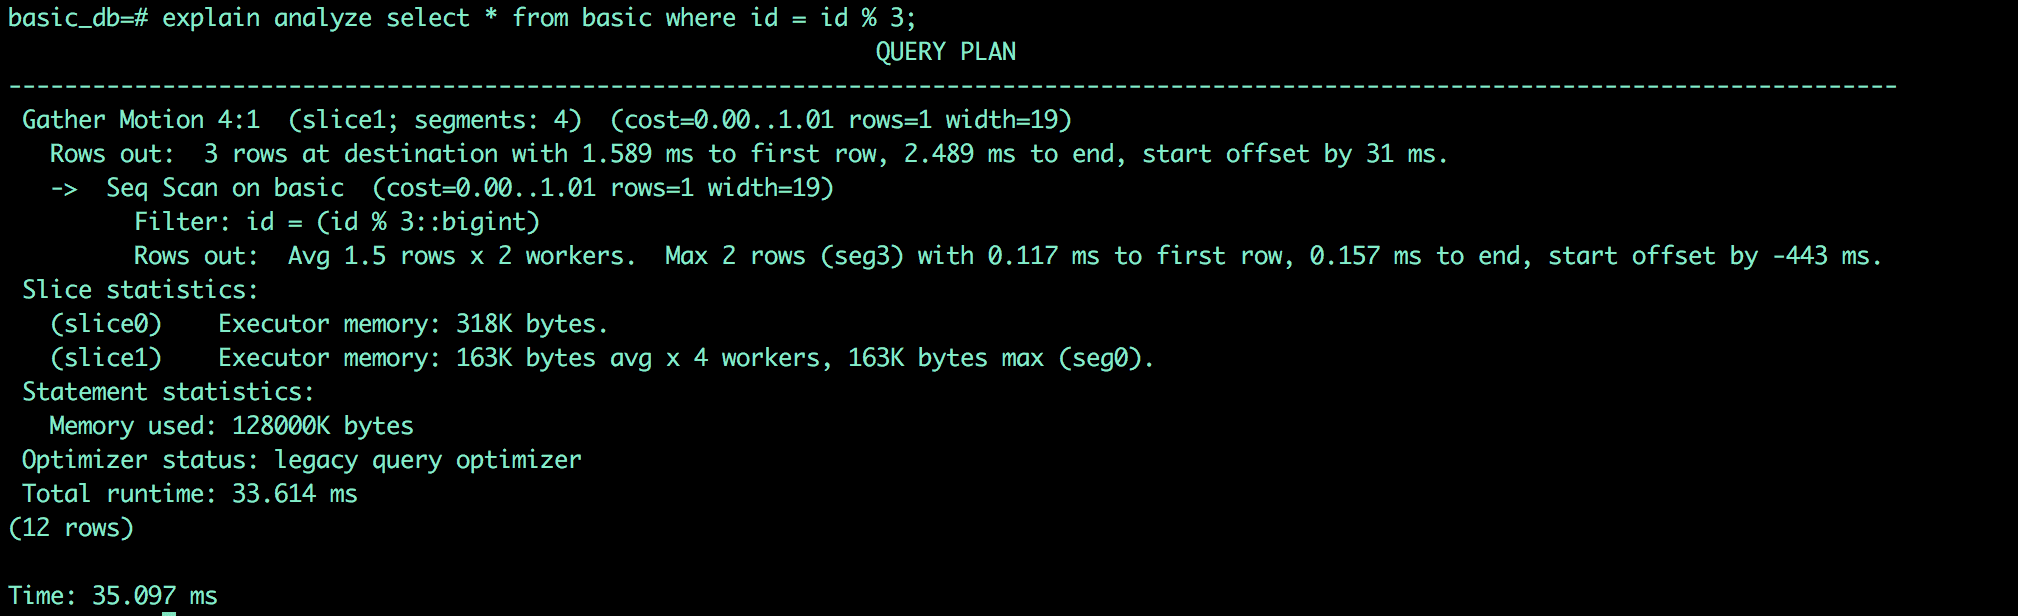 basic_db=# explain analyze select * from basic where id = id % 3;
QUERY PLAN
---------------------------------------------------------------------------------------------------------------------------------------
Gather Motion 4:1  (slice1; segments: 4)  (cost=0.00..1.01 rows=1 width=19)
Rows out:  3 rows at destination with 1.589 ms to first row, 2.489 ms to end, start offset by 31 ms.
->  Seq Scan on basic  (cost=0.00..1.01 rows=1 width=19)
Filter: id = (id % 3::bigint)
Rows out:  Avg 1.5 rows x 2 workers.  Max 2 rows (seg3) with 0.117 ms to first row, 0.157 ms to end, start offset by -443 ms.
Slice statistics:
(slice0)    Executor memory: 318K bytes.
(slice1)    Executor memory: 163K bytes avg x 4 workers, 163K bytes max (seg0).
Statement statistics:
Memory used: 128000K bytes
Optimizer status: legacy query optimizer
Total runtime: 33.614 ms
(12 rows)
Time: 35.097 ms